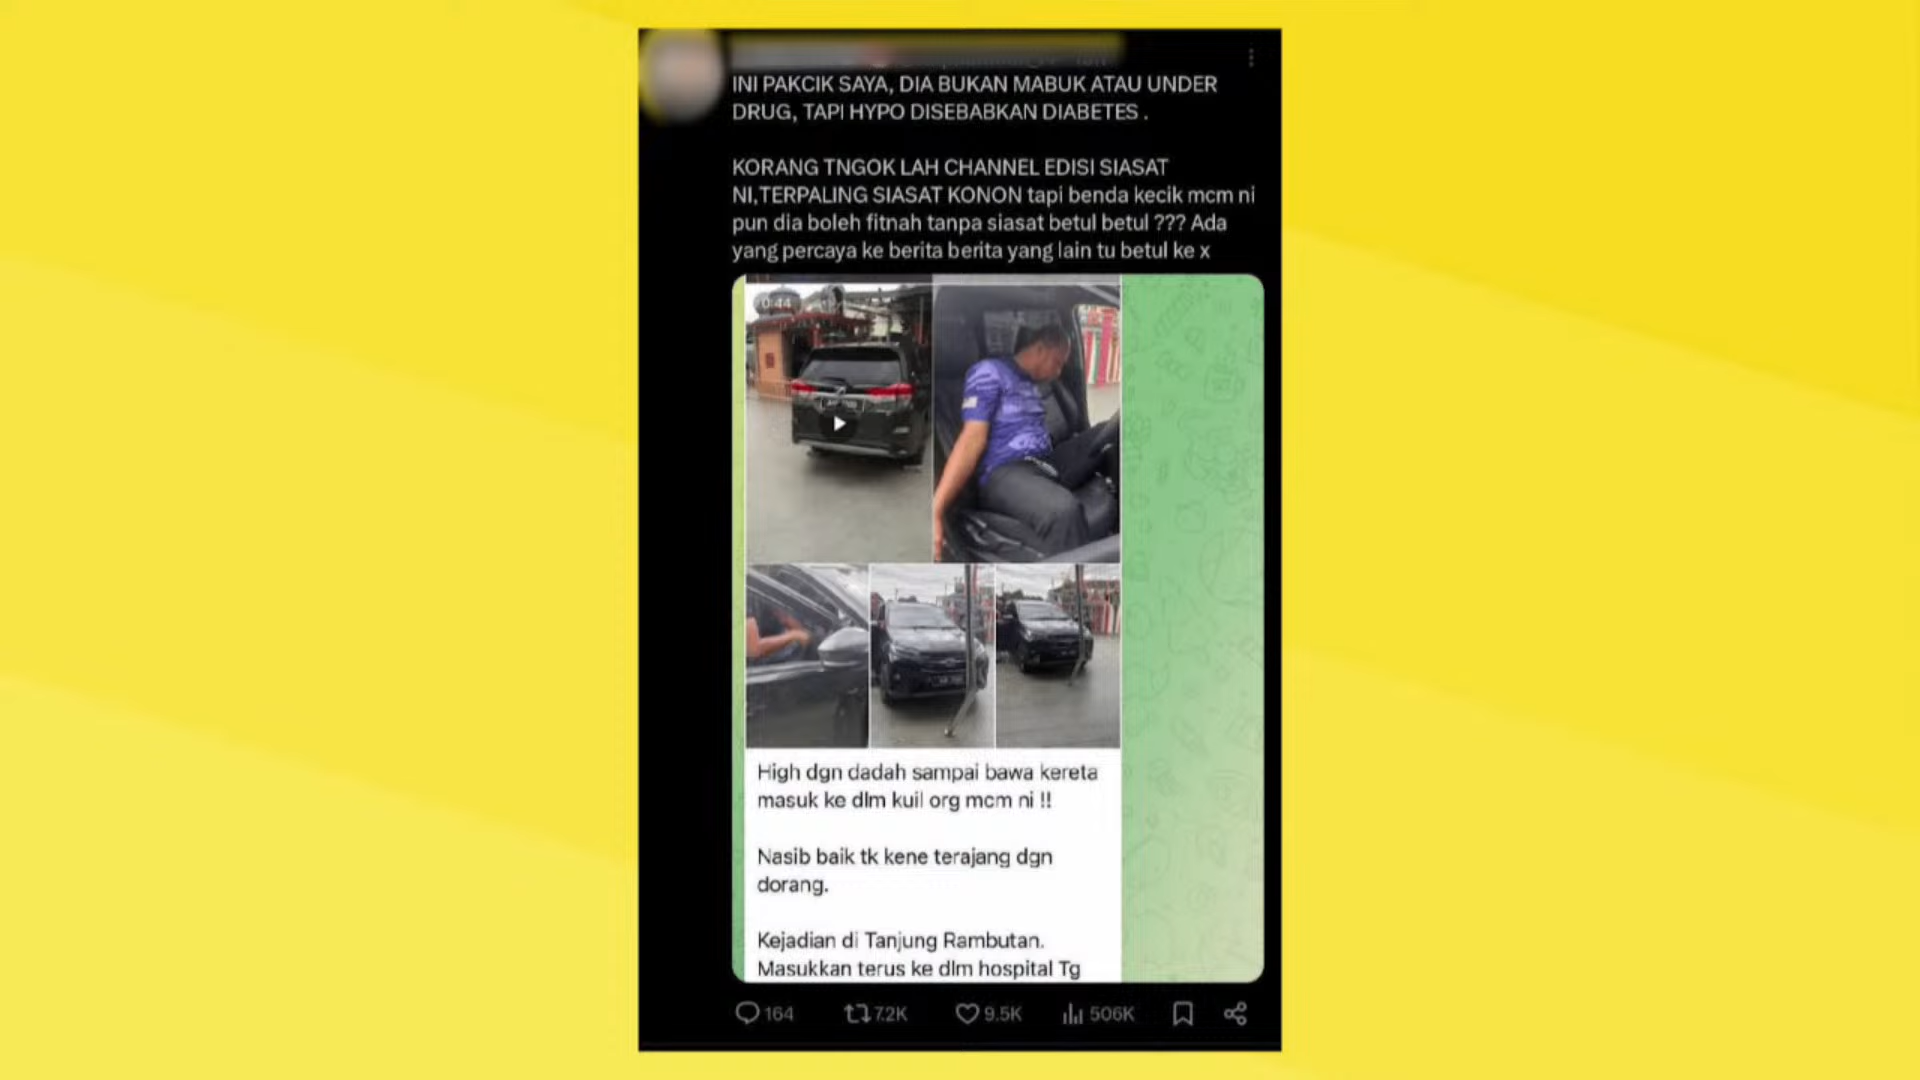 INI PAKCIK SAYA, DIA BUKAN MABUK ATAU UNDER
DRUG, TAPI HYPO DISEBABKAN DIABETES .
KORANG TNGOK LAH CHANNEL EDISI SIASAT
NI,TERPALING SIASAT KONON tapi benda kecik mcm ni
pun dia boleh fitnah tanpa siasat betul betul ??? Ada
yang percaya ke berita berita yang lain tu betul ke x
0:44
High dgn dadah sampai bawa kereta
masuk ke dlm kuil org mcm ni !!
Nasib baik tk kene terajang dgn
dorang.
Kejadian di Tanjung Rambutan.
Masukkan terus ke dlm hospital Tg
164 7.2K 9.5K 506K